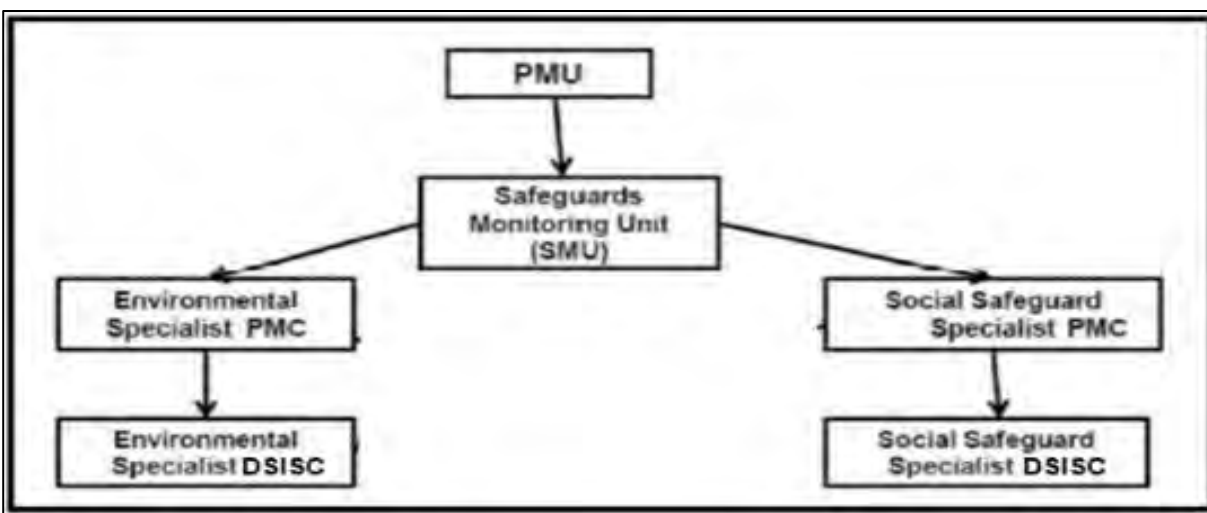 PMU
Safeguards
Monitoring Unit
(SMU)
Environmental
Specialist PMC
Social Safeguard
Specialist PMC
Environmental
Specialist DSISC
Social Safeguard
Specialist DSISC